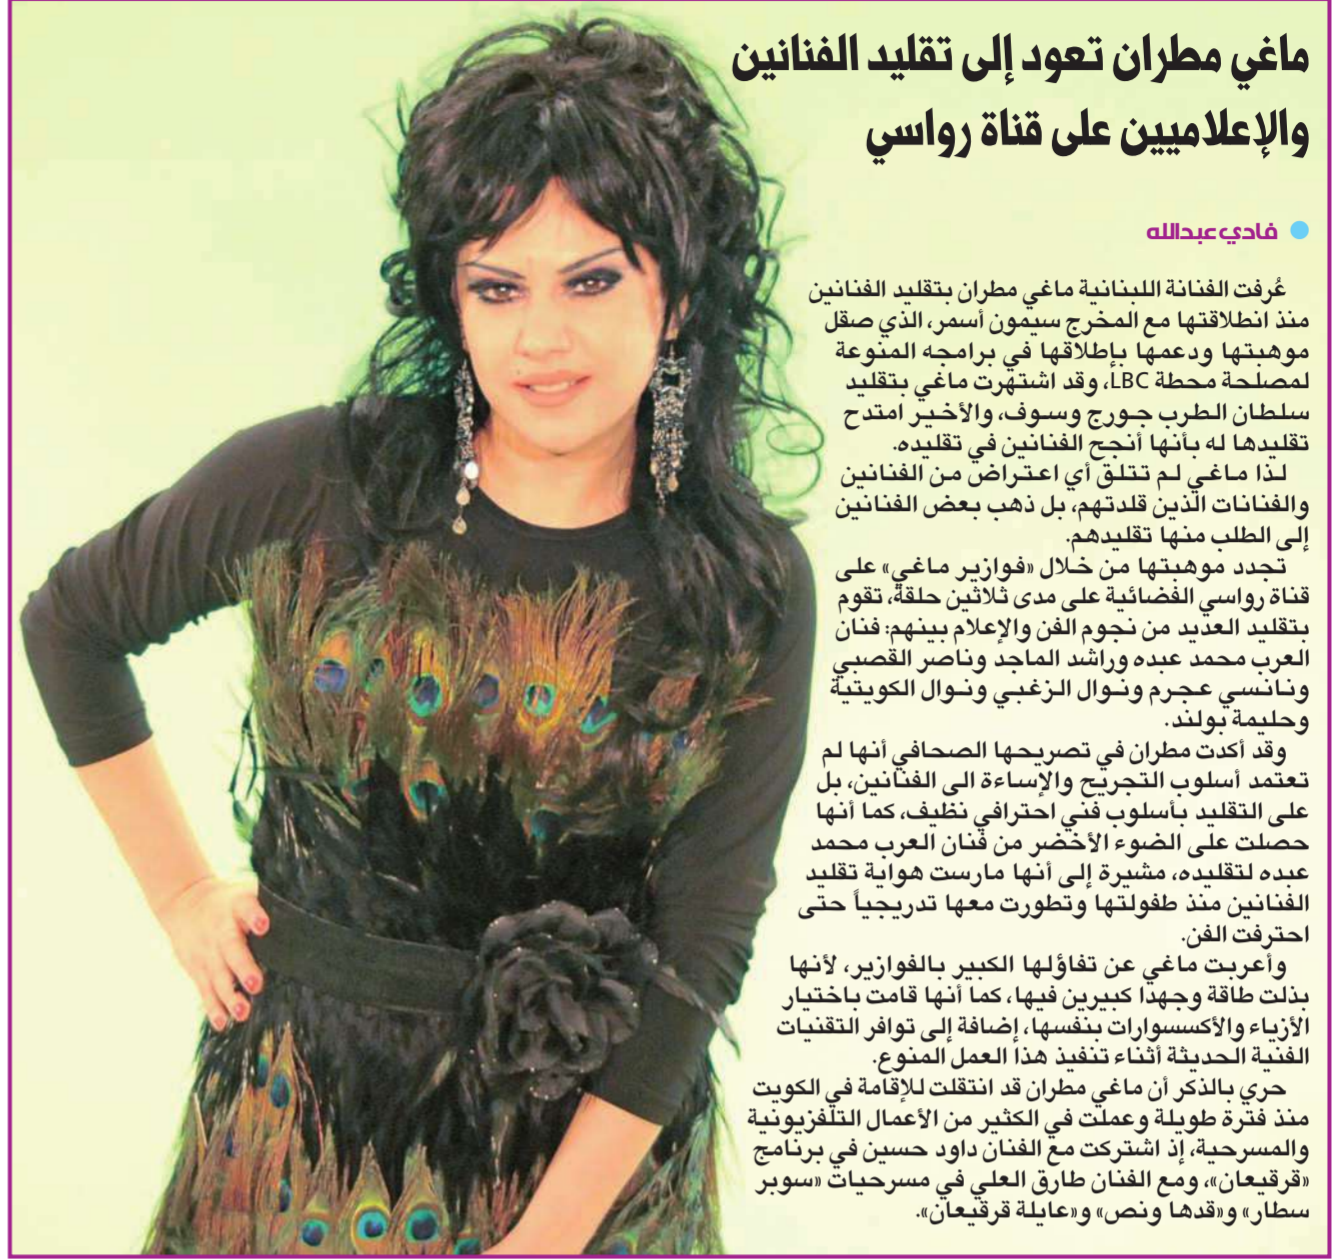 ماغي مطران تعود إلى تقليد الفنانين
والإعلاميين على قناة رواسي
● فادي عبدالله
عُرفت الفنانة اللبنانية ماغي مطران بتقليد الفنانين
منذ انطلاقتها مع المخرج سيمون أسمر، الذي صقل
موهبتها ودعمها بإطلاقها في برامجه المنوعة
لمصلحة محطة LBC، وقد اشتهرت ماغي بتقليد
سلطان الطرب جورج وسوف، والأخير امتدح
تقليدها له بأنها أنجح الفنانين في تقليده.
لذا ماغي لم تتلق أي اعتراض من الفنانين
والفنانات الذين قلدتهم، بل ذهب بعض الفنانين
إلى الطلب منها تقليدهم.
تجدد موهبتها من خلال «فوازير ماغي» على
قناة رواسي الفضائية على مدى ثلاثين حلقة، تقوم
بتقليد العديد من نجوم الفن والإعلام بينهم: فنان
العرب محمد عبده وراشد الماجد وناصر القصبي
ونانسي عجرم ونوال الزغبي ونوال الكويتية
وحليمة بولند.
وقد أكدت مطران في تصريحها الصحافي أنها لم
تعتمد أسلوب التجريح والإساءة الى الفنانين، بل
على التقليد بأسلوب فني احترافي نظيف، كما أنها
حصلت على الضوء الأخضر من فنان العرب محمد
عبده لتقليده، مشيرة إلى أنها مارست هواية تقليد
الفنانين منذ طفولتها وتطورت معها تدريجياً حتى
احترفت الفن.
وأعربت ماغي عن تفاؤلها الكبير بالفوازير، لأنها
بذلت طاقة وجهدا كبيرين فيها، كما أنها قامت باختيار
الأزياء والأكسسوارات بنفسها، إضافة إلى توافر التقنيات
الفنية الحديثة أثناء تنفيذ هذا العمل المنوع.
حري بالذكر أن ماغي مطران قد انتقلت للإقامة في الكويت
منذ فترة طويلة وعملت في الكثير من الأعمال التلفزيونية
والمسرحية، إذ اشتركت مع الفنان داود حسين في برنامج
«قرقيعان»، ومع الفنان طارق العلي في مسرحيات «سوبر
سطار» و«قدها ونص» و«عايلة قرقيعان».